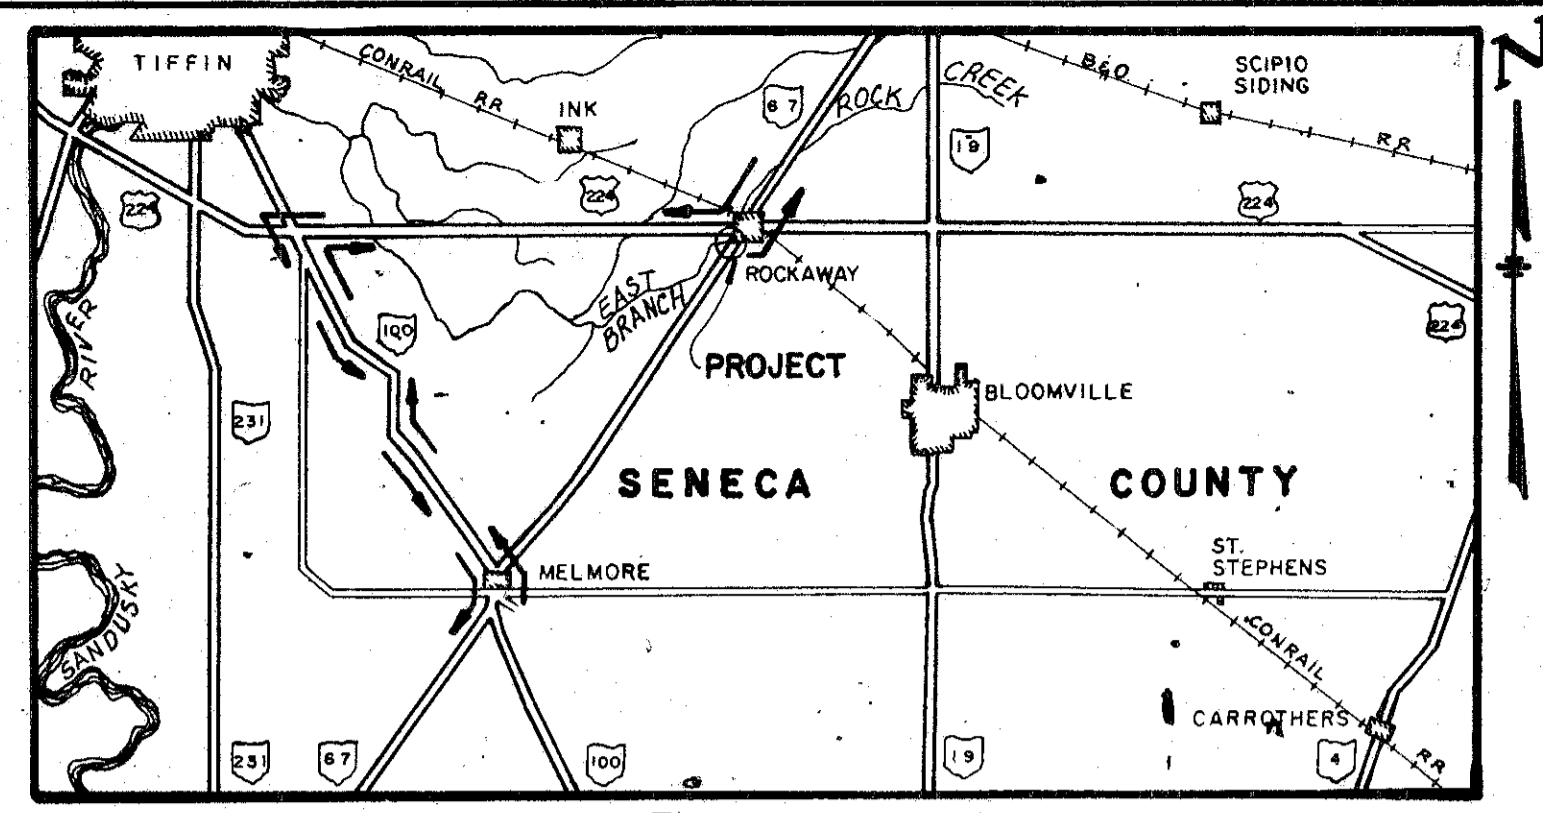 N
TIFFIN
CONRAIL
RR
INK
67
ROCK
CREEK
B&O
SCIPIO
SIDING
RR
19
224
224
224
ROCKAWAY
EAST
BRANCH
RIVER
100
224
PROJECT
BLOOMVILLE
231
SENECA
COUNTY
MELMORE
ST.
STEPHENS
SANDUSKY
CONRAIL
CARROTHERS
231
67
100
19
4
RR